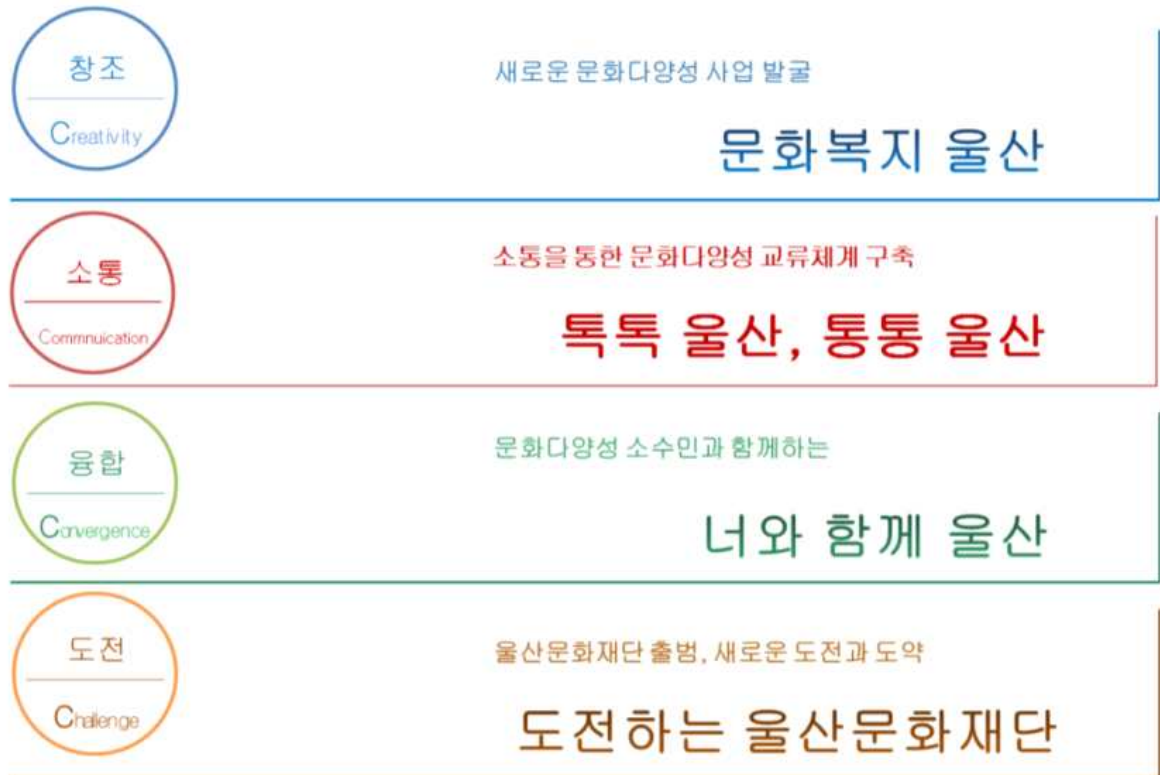 창조
Creativity
새로운 문화다양성 사업 발굴
문화복지 울산
소통
Commnuication
소통을 통한 문화다양성 교류체계 구축
톡톡 울산, 통통 울산
융합
Convergence
문화다양성 소수민과 함께하는
너와 함께 울산
도전
Challenge
울산문화재단 출범, 새로운 도전과 도약
도전하는 울산문화재단